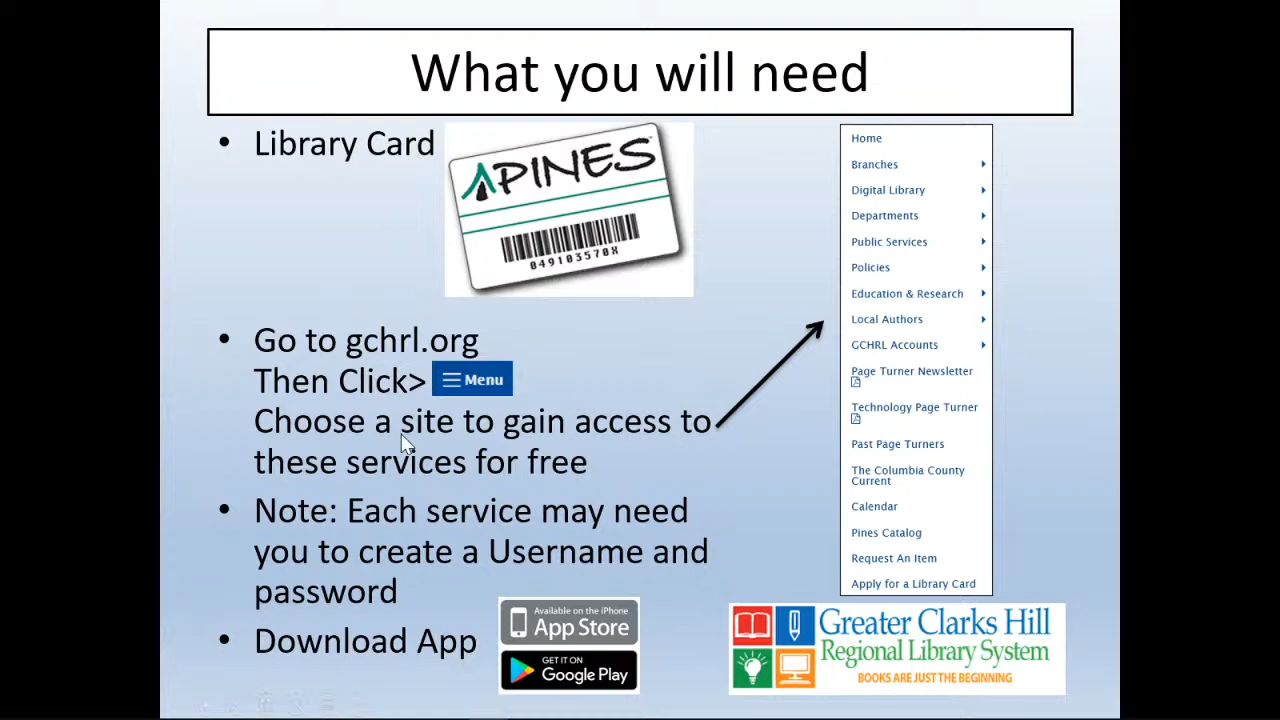 What you will need
• Library Card
PINES
049103570X
• Go to gchrl.org
Then Click> Menu
Choose a site to gain access to
these services for free
• Note: Each service may need
you to create a Username and
password
• Download App
Available on the iPhone
App Store
GET IT ON
Google Play
Home
Branches
Digital Library
Departments
Public Services
Policies
Education & Research
Local Authors
GCHRL Accounts
Page Turner Newsletter
Technology Page Turner
Past Page Turners
The Columbia County
Current
Calendar
Pines Catalog
Request An Item
Apply for a Library Card
Greater Clarks Hill
Regional Library System
BOOKS ARE JUST THE BEGINNING